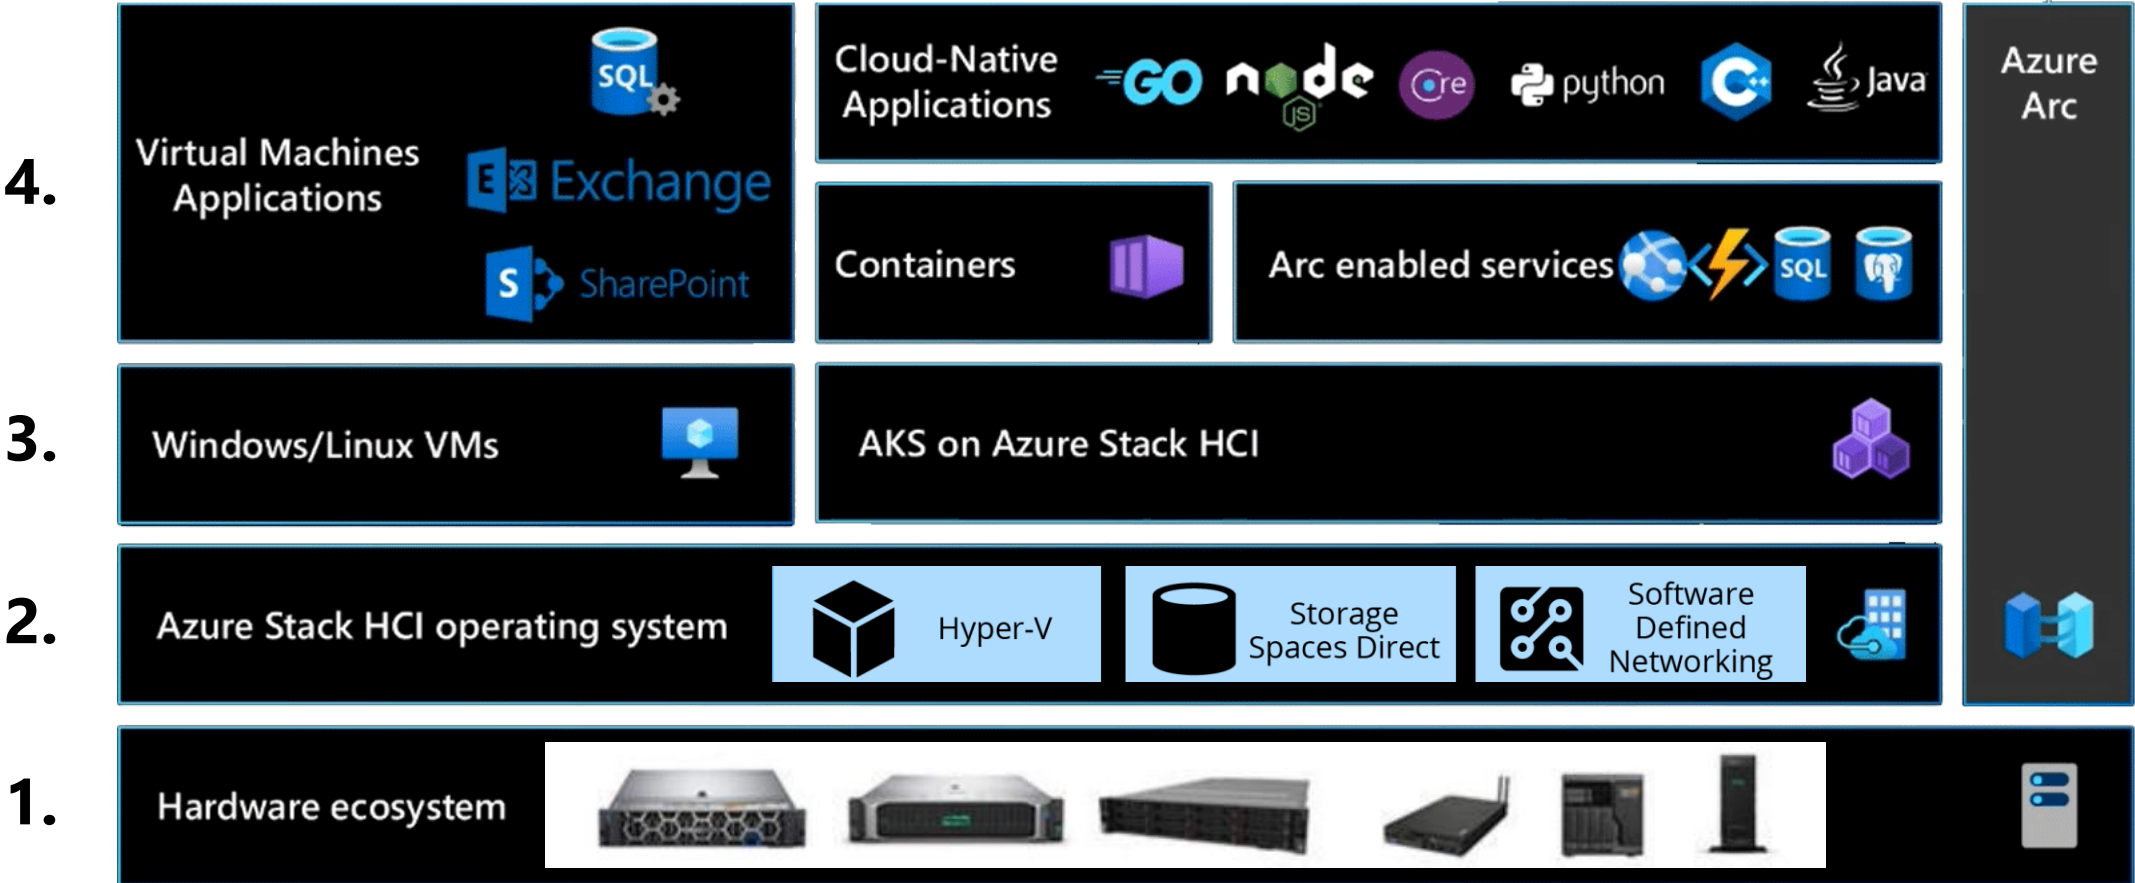 4.
Virtual Machines
Applications
SQL
E Exchange
S SharePoint
Cloud-Native
Applications
GO
node
JS
Core
python
C++
Java
Containers
Arc enabled services
SQL
Azure
Arc
3.
Windows/Linux VMs
AKS on Azure Stack HCI
2.
Azure Stack HCI operating system
Hyper-V
Storage
Spaces Direct
Software
Defined
Networking
1.
Hardware ecosystem